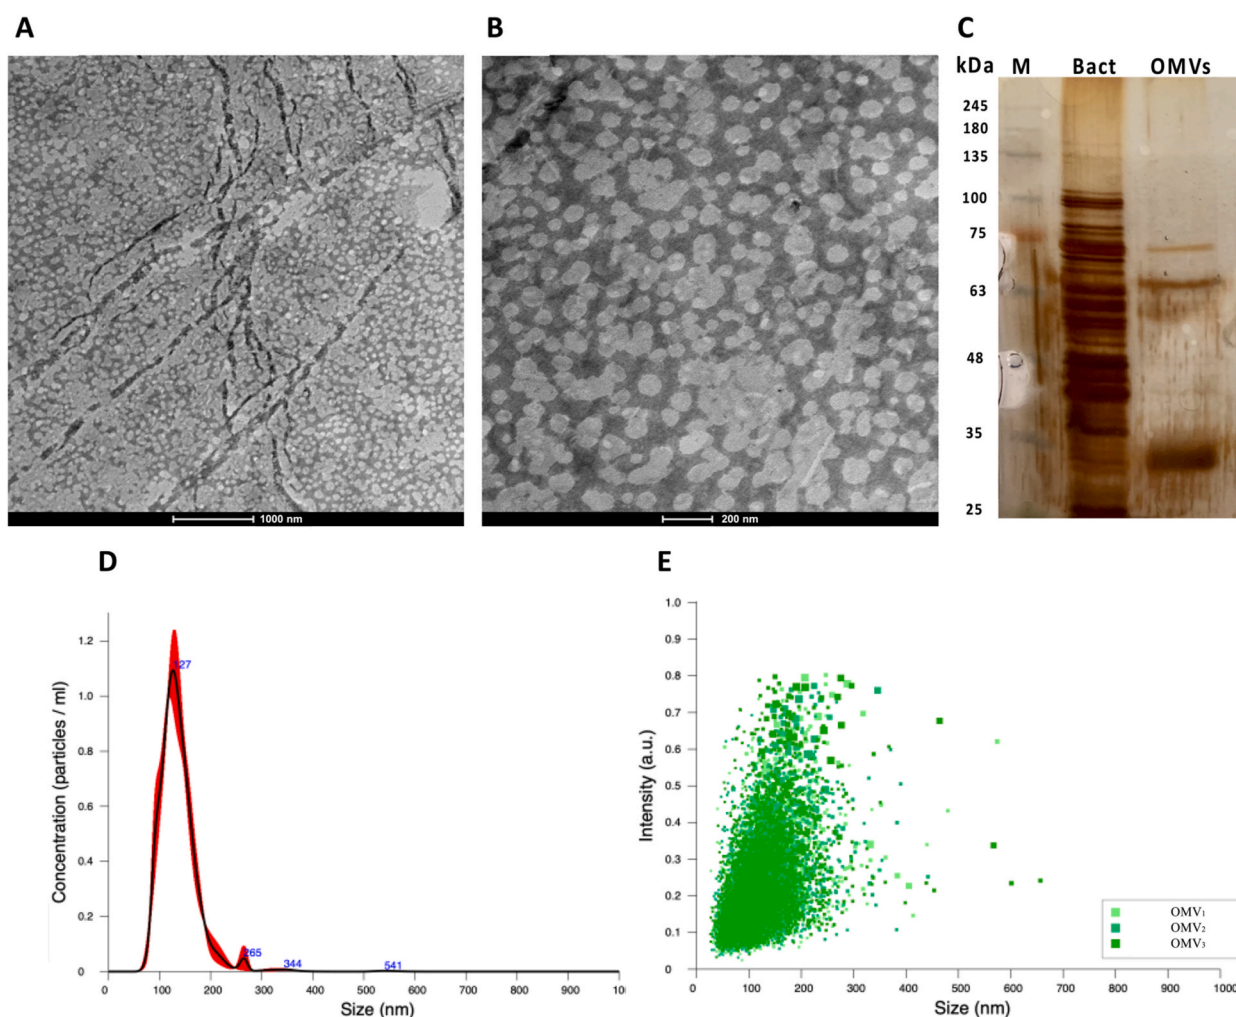 A
B
C
kDa M Bact OMVs
245
180
135
100
75
63
48
35
25
1000 nm
200 nm
D
Concentration (particles / ml)
1.2
1.0
0.8
0.6
0.4
0.2
0
127
265
344
541
0 100 200 300 400 500 600 700 800 900 1000
Size (nm)
E
Intensity (a.u.)
1.0
0.9
0.8
0.7
0.6
0.5
0.4
0.3
0.2
0.1
0
0 100 200 300 400 500 600 700 800 900 1000
Size (nm)
OMV₁
OMV₂
OMV₃